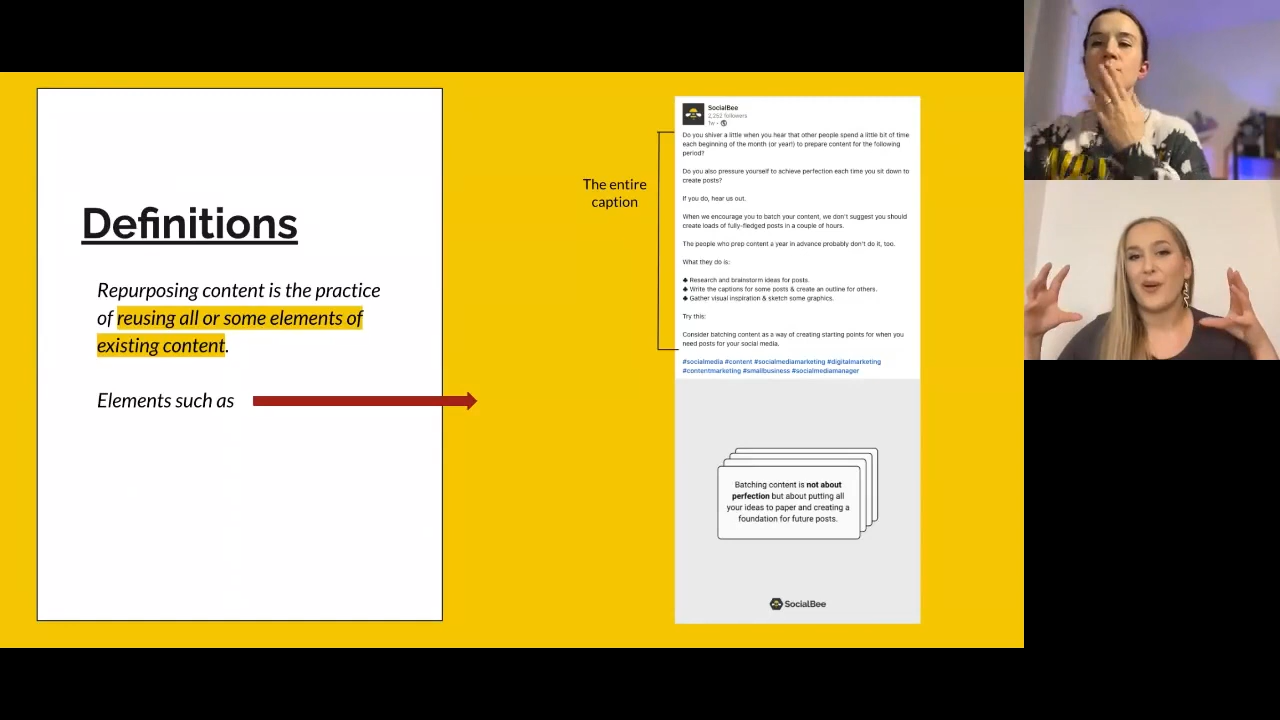 Definitions
Repurposing content is the practice
of reusing all or some elements of
existing content.
Elements such as
The entire
caption
SocialBee
2,252 followers
1w •
Do you shiver a little when you hear that other people spend a little bit of time
each beginning of the month (or year!) to prepare content for the following
period?
Do you also pressure yourself to achieve perfection each time you sit down to
create posts?
If you do, hear us out.
When we encourage you to batch your content, we don't suggest you should
create loads of fully-fledged posts in a couple of hours.
The people who prep content a year in advance probably don't do it, too.
What they do is:
♣ Research and brainstorm ideas for posts.
♣ Write the captions for some posts & create an outline for others.
♣ Gather visual inspiration & sketch some graphics.
Try this:
Consider batching content as a way of creating starting points for when you
need posts for your social media.
#socialmedia #content #socialmediamarketing #digitalmarketing
#contentmarketing #smallbusiness #socialmediamanager
Batching content is not about
perfection but about putting all
your ideas to paper and creating a
foundation for future posts.
SocialBee